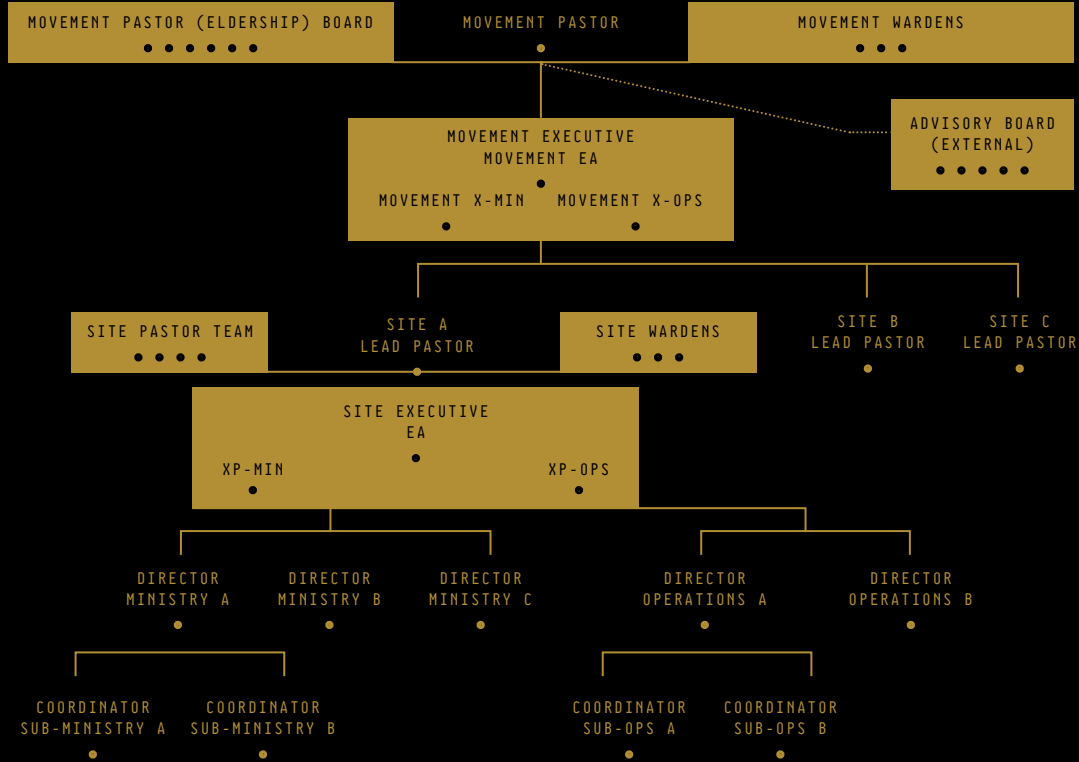 MOVEMENT PASTOR (ELDERSHIP) BOARD
MOVEMENT PASTOR
MOVEMENT WARDENS
ADVISORY BOARD
(EXTERNAL)
MOVEMENT EXECUTIVE
MOVEMENT EA
MOVEMENT X-MIN
MOVEMENT X-OPS
SITE PASTOR TEAM
SITE A
LEAD PASTOR
SITE WARDENS
SITE B
LEAD PASTOR
SITE C
LEAD PASTOR
SITE EXECUTIVE
EA
XP-MIN
XP-OPS
DIRECTOR
MINISTRY A
DIRECTOR
MINISTRY B
DIRECTOR
MINISTRY C
DIRECTOR
OPERATIONS A
DIRECTOR
OPERATIONS B
COORDINATOR
SUB-MINISTRY A
COORDINATOR
SUB-MINISTRY B
COORDINATOR
SUB-OPS A
COORDINATOR
SUB-OPS B